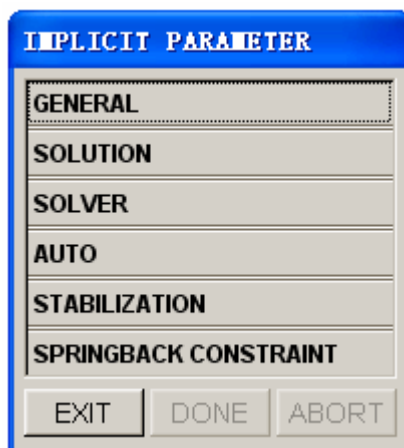 IMPLICIT PARAMETER
GENERAL
SOLUTION
SOLVER
AUTO
STABILIZATION
SPRINGBACK CONSTRAINT
EXIT DONE ABORT